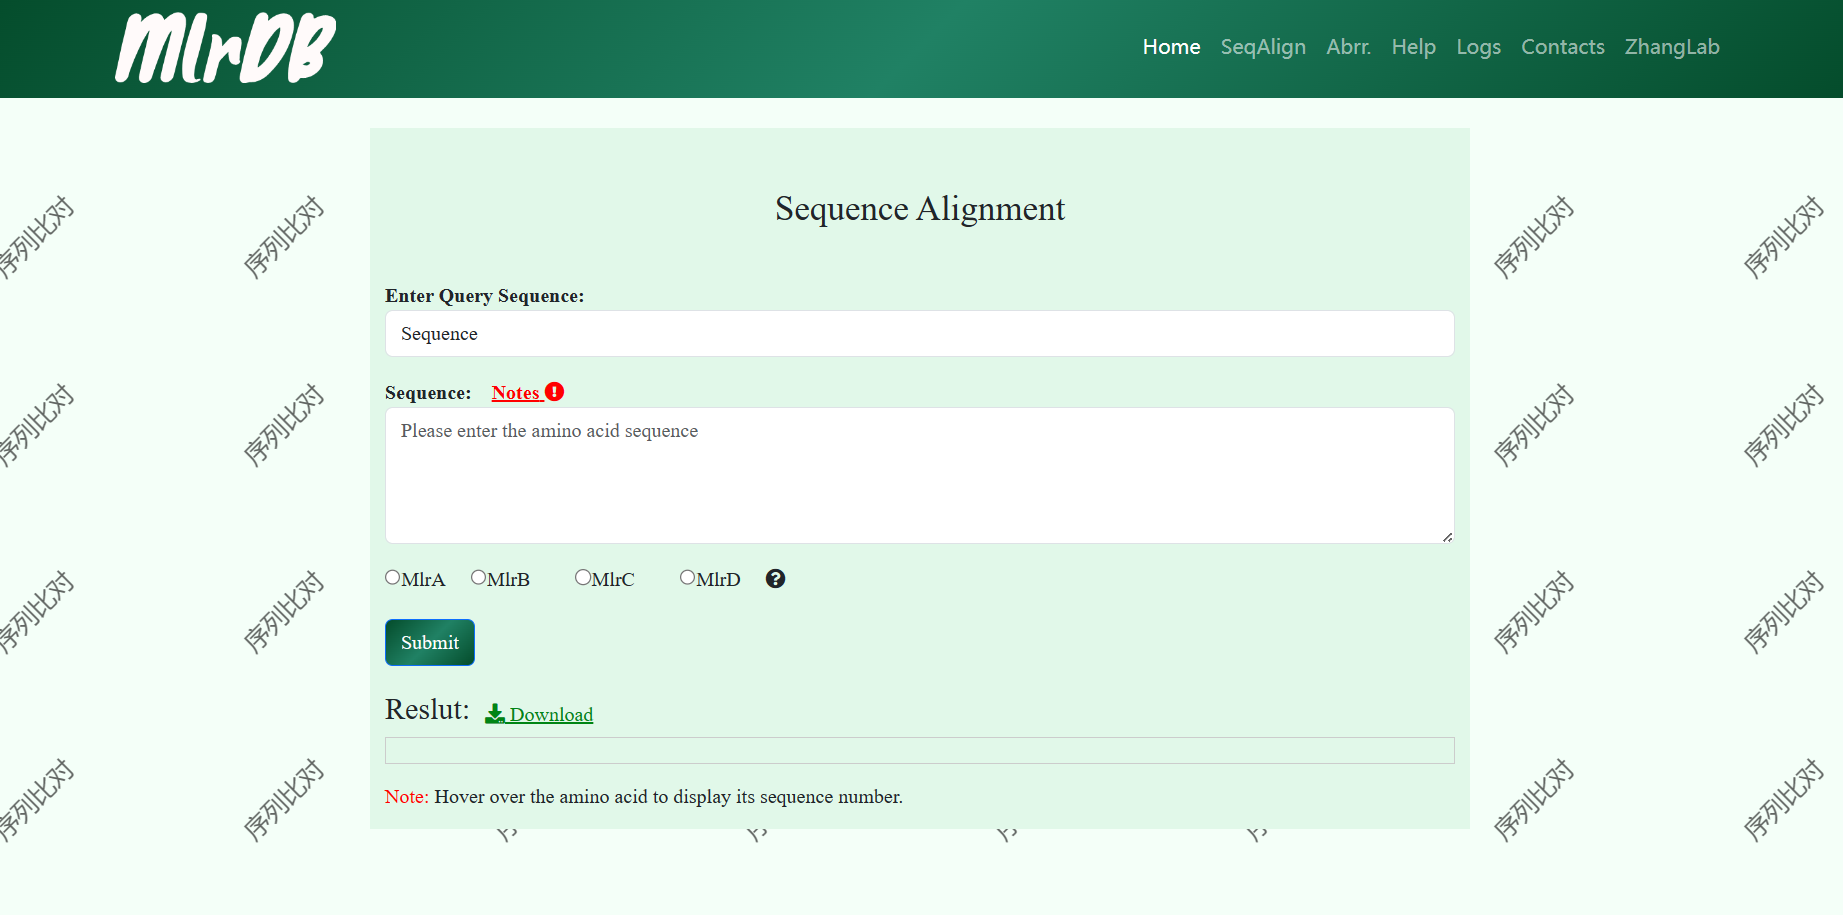 MlrDB
Home SeqAlign Abrr. Help Logs Contacts ZhangLab
Sequence Alignment
序列比对 序列比对 序列比对 序列比对
Enter Query Sequence:
Sequence
Sequence: Notes
序列比对 序列比对 序列比对 序列比对
Please enter the amino acid sequence
MlrA MlrB MlrC MlrD
序列比对 序列比对 序列比对 序列比对
Submit
Reslut: Download
Note: Hover over the amino acid to display its sequence number.
序列比对 序列比对 序列比对 序列比对